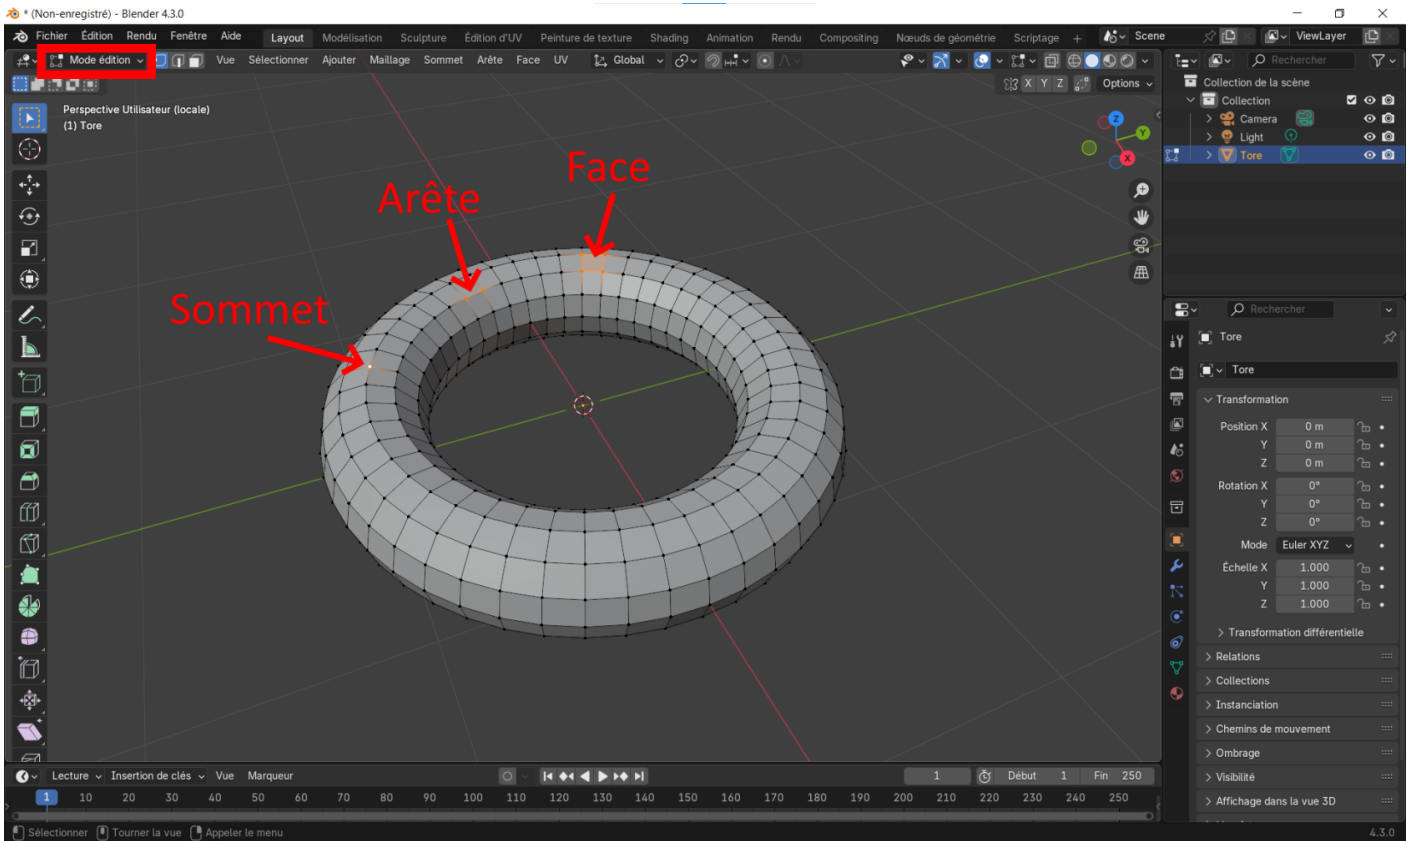 * (Non-enregistré) - Blender 4.3.0
Fichier Édition Rendu Fenêtre Aide Layout Modélisation Sculpture Édition d'UV Peinture de texture Shading Animation Rendu Compositing Nœuds de géométrie Scriptage + Scene ViewLayer
Mode édition Vue Sélectionner Ajouter Maillage Sommet Arête Face UV Global Rechercher
X Y Z Options
Perspective Utilisateur (locale)
(1) Tore
Z
Y
X
Face
Arête
Sommet
Collection de la scène
Collection
Camera
Light
Tore
Rechercher
Tore
Tore
Transformation
Position X 0 m
Y 0 m
Z 0 m
Rotation X 0°
Y 0°
Z 0°
Mode Euler XYZ
Échelle X 1.000
Y 1.000
Z 1.000
Transformation différentielle
Relations
Collections
Instanciation
Chemins de mouvement
Ombrage
Visibilité
Affichage dans la vue 3D
Lecture Insertion de clés Vue Marqueur 1 Début 1 Fin 250
1 10 20 30 40 50 60 70 80 90 100 110 120 130 140 150 160 170 180 190 200 210 220 230 240 250
Sélectionner Tourner la vue Appeler le menu 4.3.0